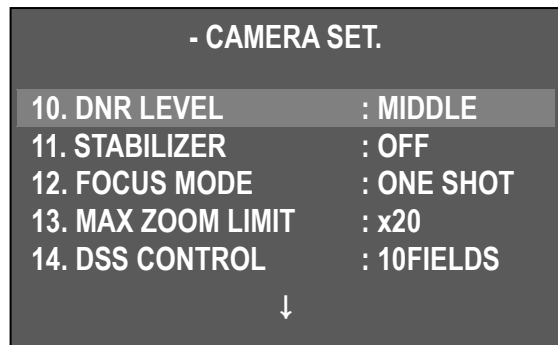 - CAMERA SET.
10. DNR LEVEL : MIDDLE
11. STABILIZER : OFF
12. FOCUS MODE : ONE SHOT
13. MAX ZOOM LIMIT : x20
14. DSS CONTROL : 10FIELDS
↓